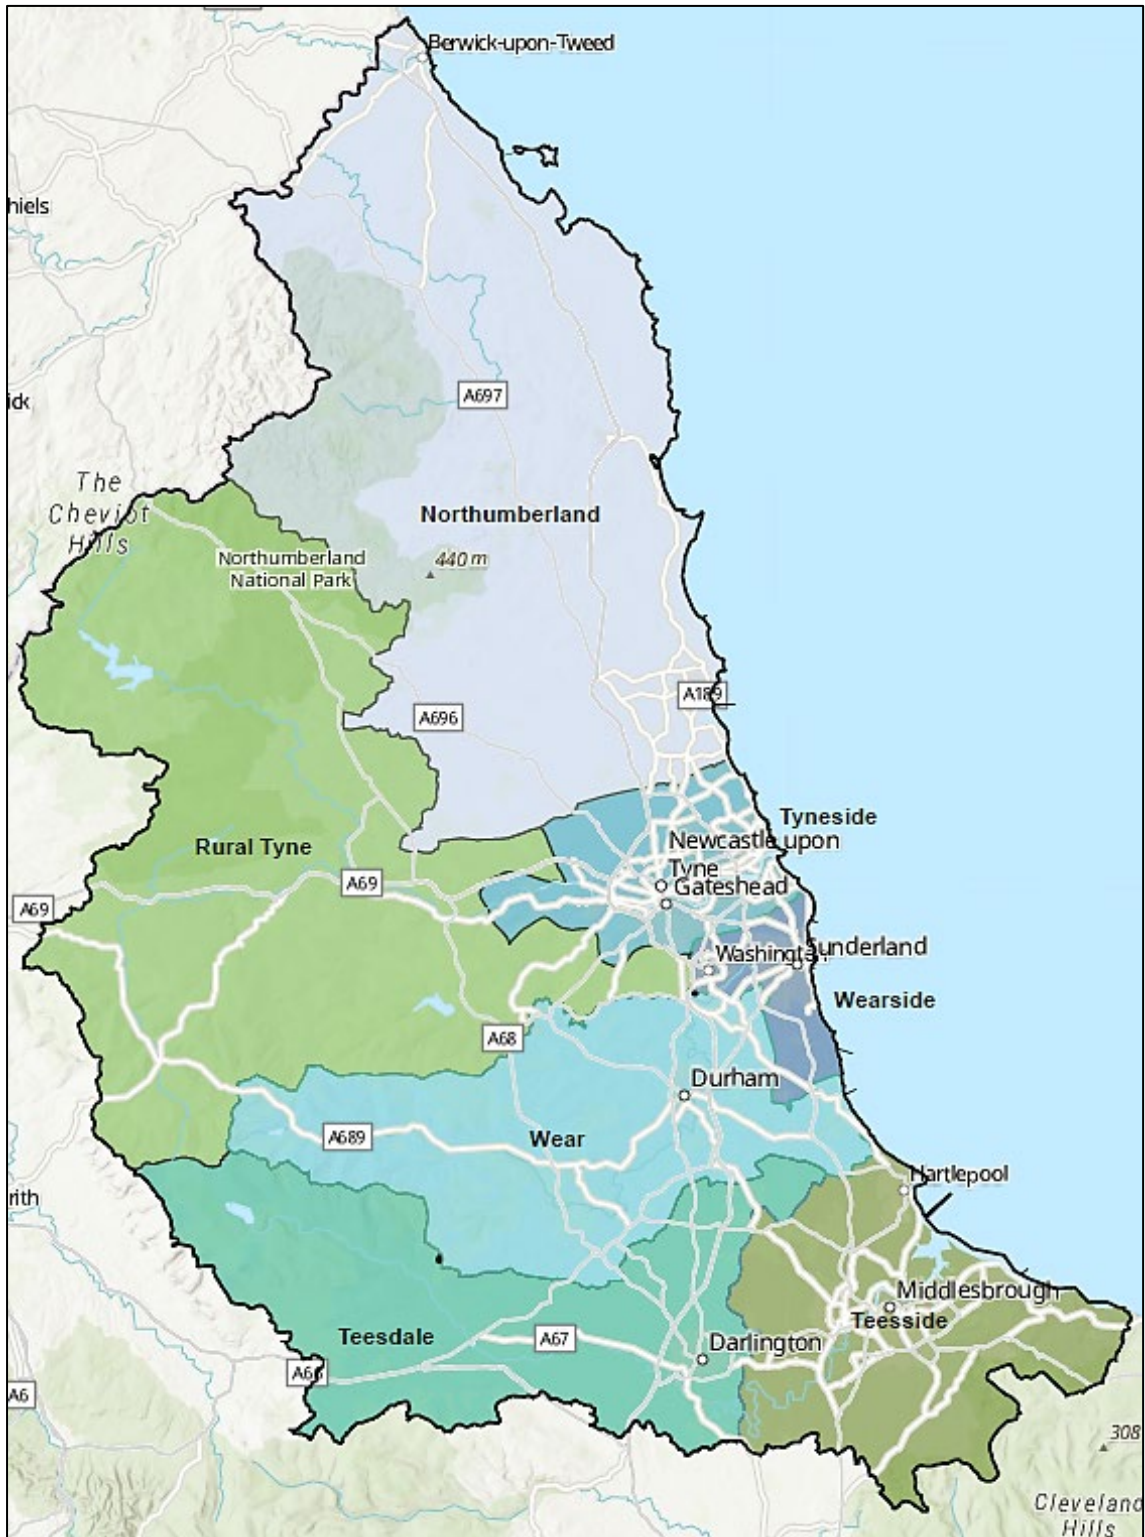 Berwick-upon-Tweed
hiels
A697
ick
The
Cheviot
Hills
Northumberland
440 m
Northumberland
National Park
A189
A696
Tyneside
Newcastle upon
Tyne
Rural Tyne
A69
Gateshead
A69
Washington
Sunderland
Wearside
A68
Durham
A689
Wear
rith
Hartlepool
Middlesbrough
Teesside
Teesdale
A67
Darlington
A66
A6
308
Cleveland
Hills